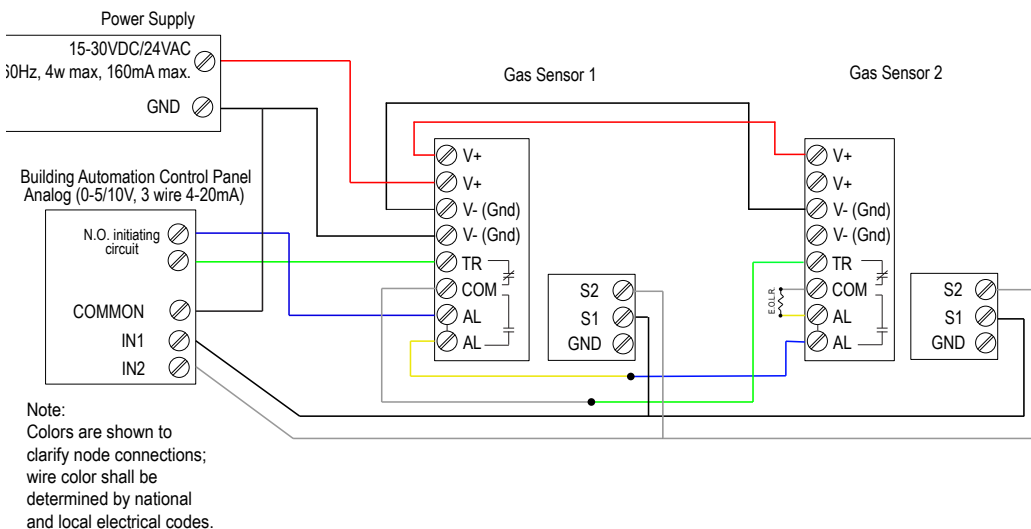 Power Supply
15-30VDC/24VAC
60Hz, 4w max, 160mA max.
GND
Building Automation Control Panel
Analog (0-5/10V, 3 wire 4-20mA)
N.O. initiating
circuit
COMMON
IN1
IN2
Note:
Colors are shown to
clarify node connections;
wire color shall be
determined by national
and local electrical codes.
Gas Sensor 1
V+
V+
V- (Gnd)
V- (Gnd)
TR
COM
AL
AL
S2
S1
GND
Gas Sensor 2
V+
V+
V- (Gnd)
V- (Gnd)
TR
COM
AL
AL
E.O.L.R.
S2
S1
GND